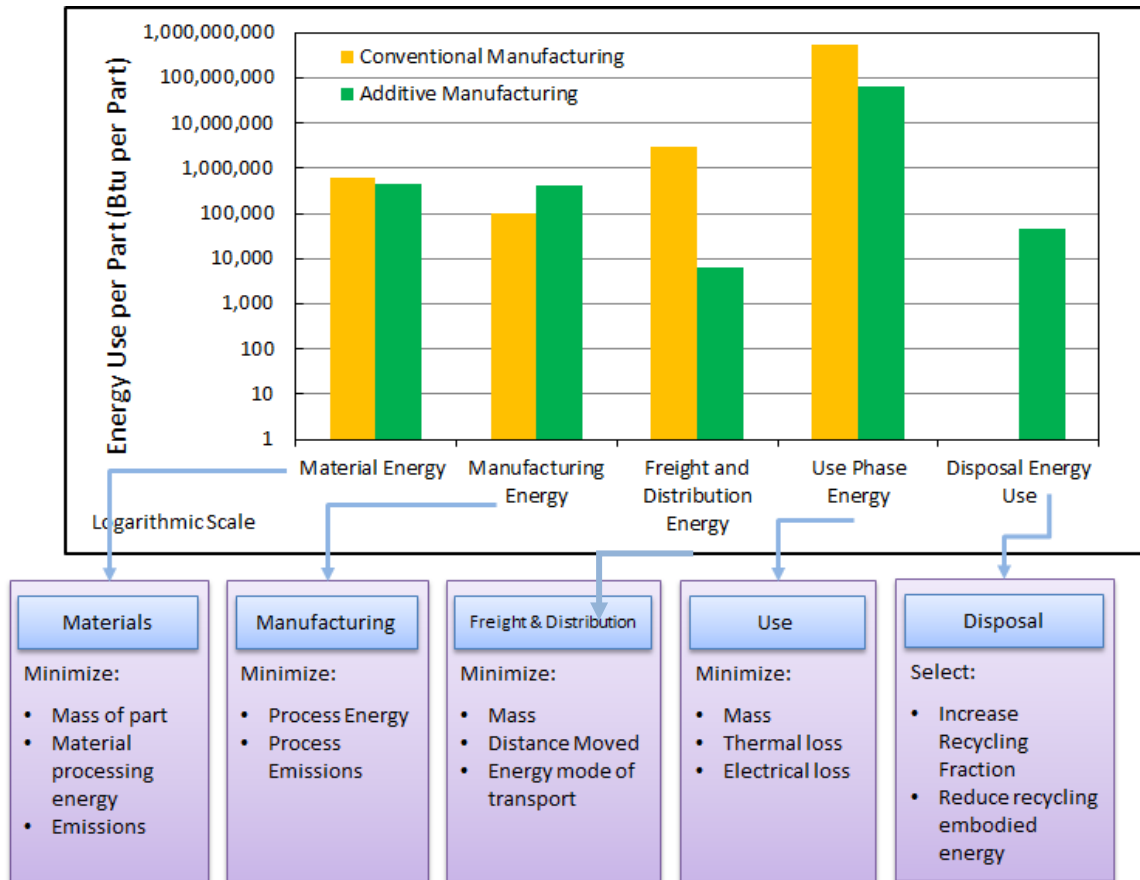 1,000,000,000
100,000,000
10,000,000
1,000,000
100,000
10,000
1,000
100
10
1
Energy Use per Part (Btu per Part)
Conventional Manufacturing
Additive Manufacturing
Material Energy
Manufacturing
Energy
Freight and
Distribution
Energy
Use Phase
Energy
Disposal Energy
Use
Logarithmic Scale
Materials
Minimize:
• Mass of part
• Material
processing
energy
• Emissions
Manufacturing
Minimize:
• Process Energy
• Process
Emissions
Freight & Distribution
Minimize:
• Mass
• Distance Moved
• Energy mode of
transport
Use
Minimize:
• Mass
• Thermal loss
• Electrical loss
Disposal
Select:
• Increase
Recycling
Fraction
• Reduce recycling
embodied
energy